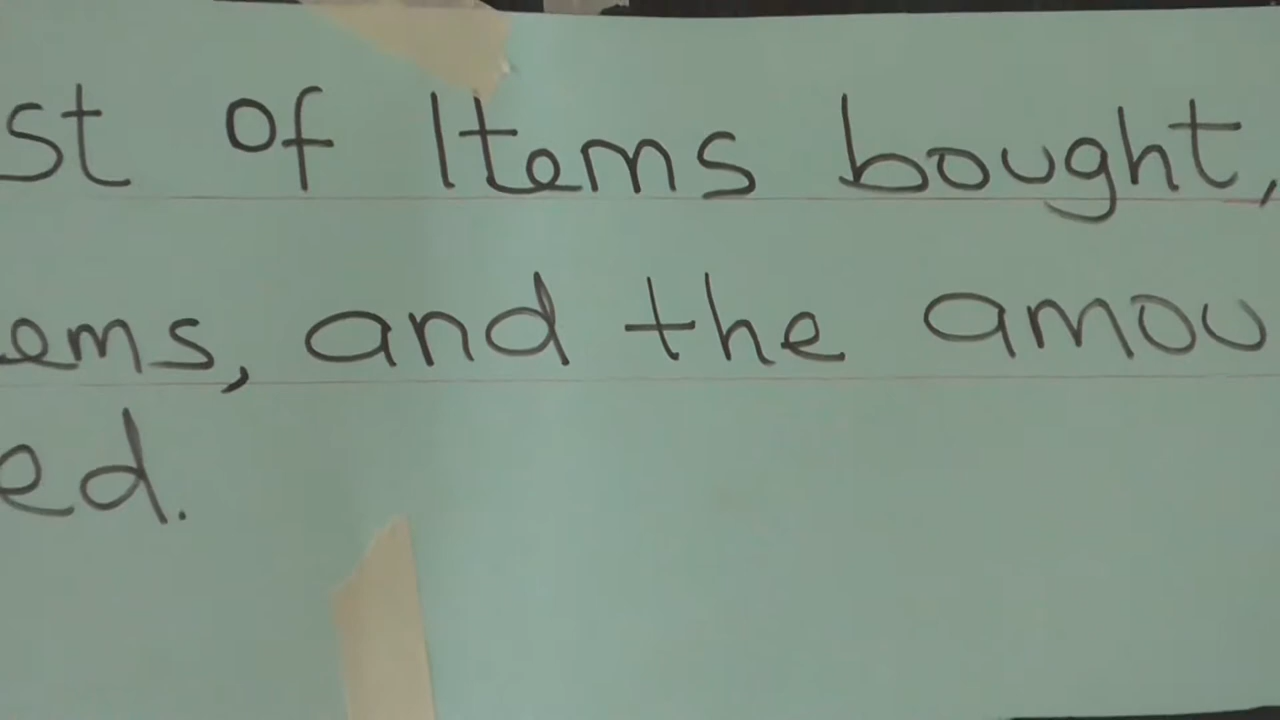 st of Items bought,
ems, and the amou
ed.